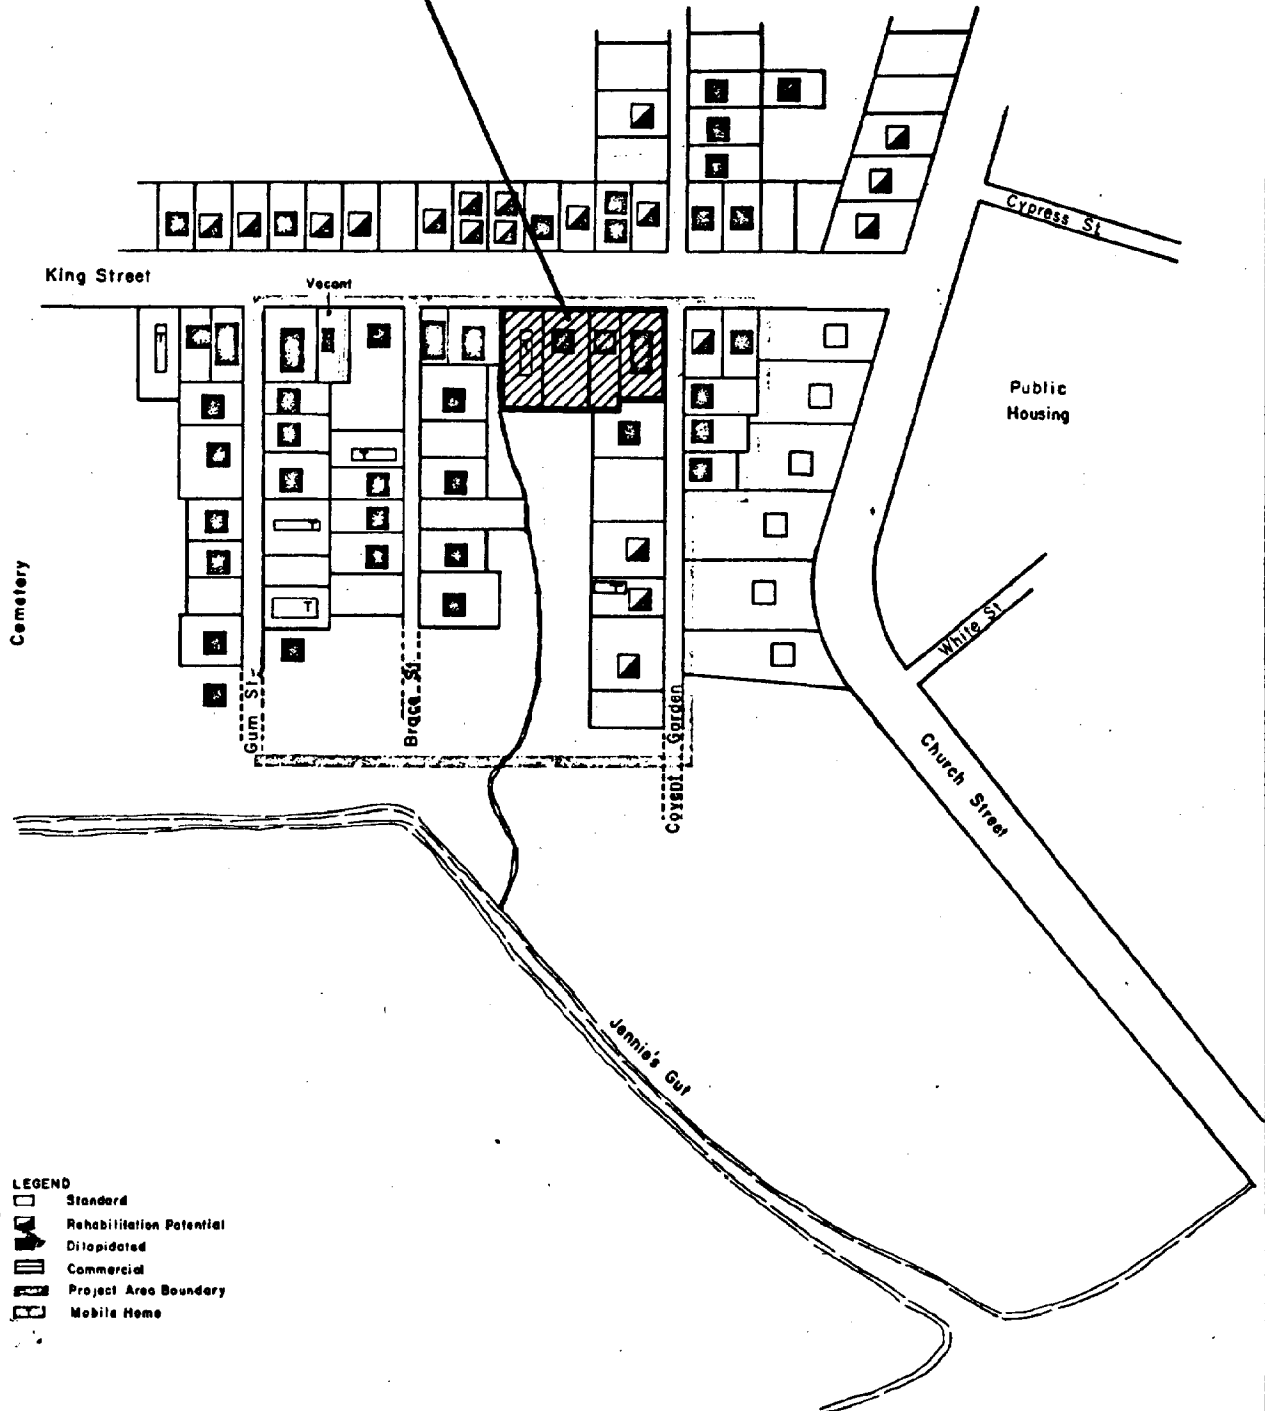 Cypress St
King Street
Vacant
Public
Housing
T
T
T
T
T
T
Cemetery
White St
Gum St
Brace St
Covent Garden
Church Street
Jennie's Gut
LEGEND
Standard
Rehabilitation Potential
Dilapidated
Commercial
Project Area Boundary
Mobile Home